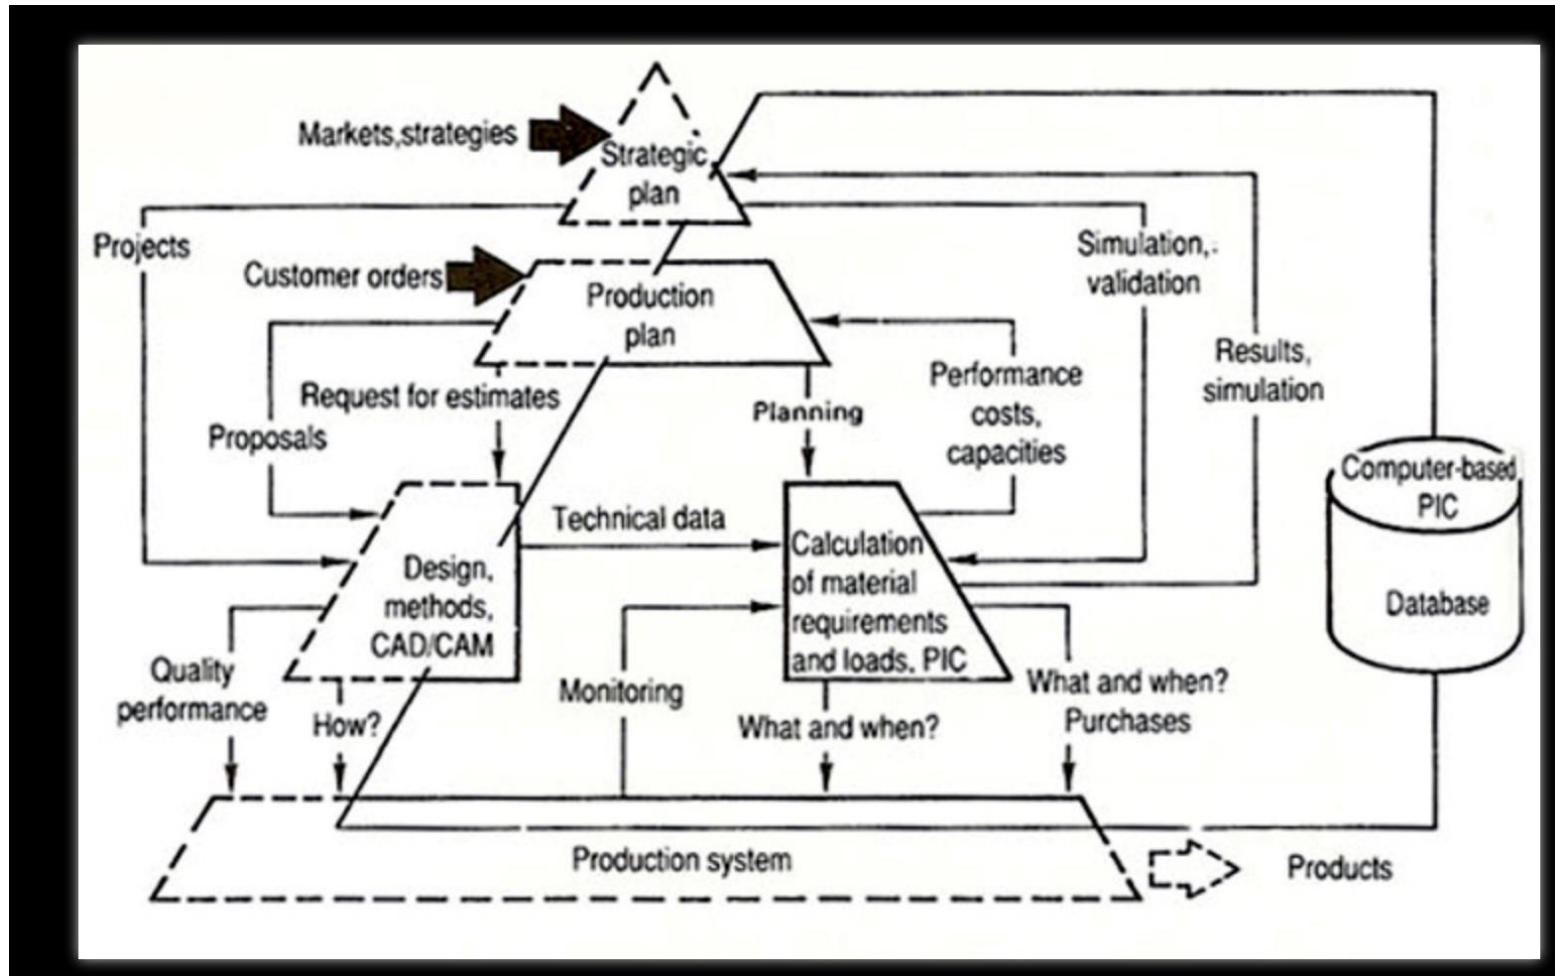 Markets,strategies
Strategic
plan
Projects
Customer orders
Production
plan
Simulation,
validation
Request for estimates
Planning
Performance
costs,
capacities
Results,
simulation
Proposals
Computer-based
PIC
Database
Technical data
Design,
methods,
CAD/CAM
Calculation
of material
requirements
and loads. PIC
Quality
performance
How?
Monitoring
What and when?
What and when?
Purchases
Production system
Products